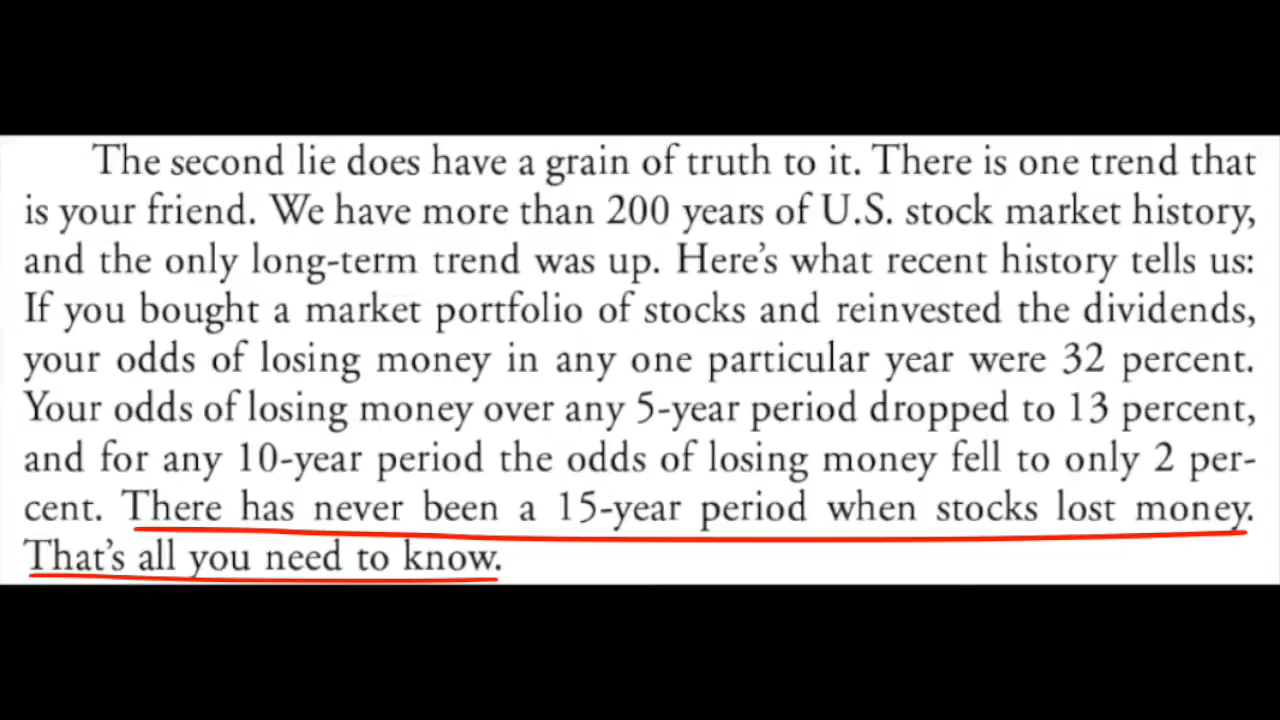 The second lie does have a grain of truth to it. There is one trend that
is your friend. We have more than 200 years of U.S. stock market history,
and the only long-term trend was up. Here's what recent history tells us:
If you bought a market portfolio of stocks and reinvested the dividends,
your odds of losing money in any one particular year were 32 percent.
Your odds of losing money over any 5-year period dropped to 13 percent,
and for any 10-year period the odds of losing money fell to only 2 per-
cent. There has never been a 15-year period when stocks lost money.
That's all you need to know.